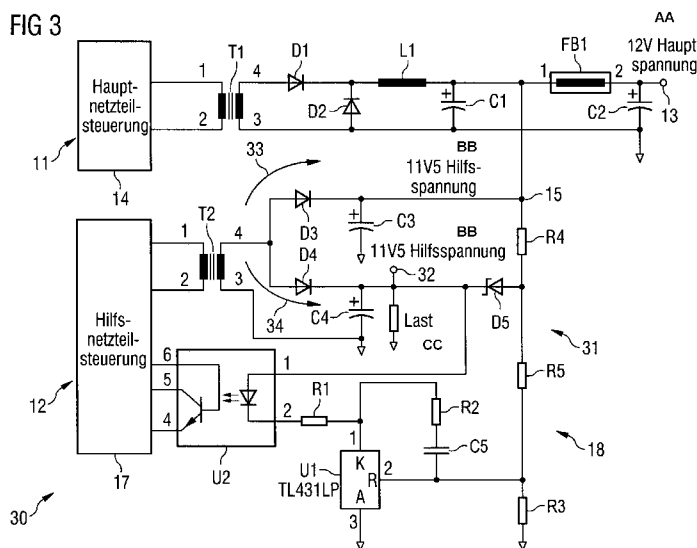 FIG 3
AA
12V Haupt
spannung
T1
D1
L1
FB1
1
4
1
2
Haupt-
netzteil-
steuerung
D2
C1
C2
13
2
3
11
33
BB
11V5 Hilfs-
spannung
14
15
T2
D3
C3
BB
11V5 Hilfsspannung
R4
1
4
D4
32
2
3
34
C4
Last
CC
D5
31
Hilfs-
netzteil-
steuerung
6
5
4
1
2
R1
R2
R5
12
C5
18
17
U2
1
U1
TL431LP
K
R
A
2
3
R3
30